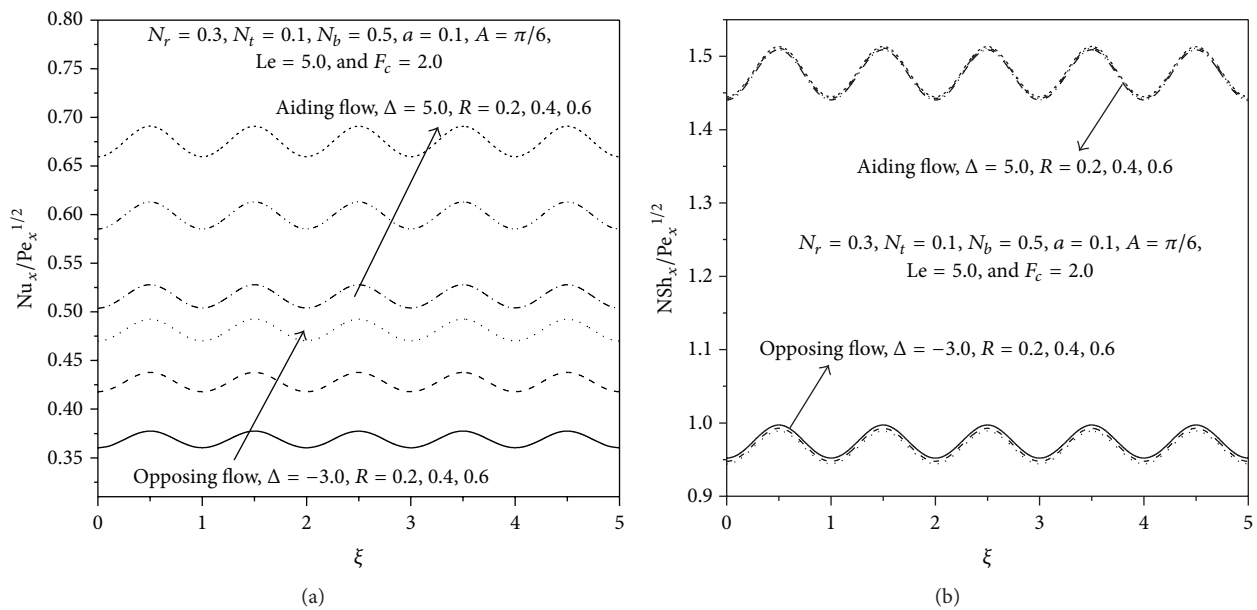 0.80
0.75
0.70
0.65
0.60
0.55
0.50
0.45
0.40
0.35
Nu_x/Pe_x^{1/2}
N_r = 0.3, N_t = 0.1, N_b = 0.5, a = 0.1, A = π/6,
Le = 5.0, and F_c = 2.0
Aiding flow, Δ = 5.0, R = 0.2, 0.4, 0.6
Opposing flow, Δ = −3.0, R = 0.2, 0.4, 0.6
0 1 2 3 4 5
ξ
(a)
1.5
1.4
1.3
1.2
1.1
1.0
0.9
NSh_x/Pe_x^{1/2}
Aiding flow, Δ = 5.0, R = 0.2, 0.4, 0.6
N_r = 0.3, N_t = 0.1, N_b = 0.5, a = 0.1, A = π/6,
Le = 5.0, and F_c = 2.0
Opposing flow, Δ = −3.0, R = 0.2, 0.4, 0.6
0 1 2 3 4 5
ξ
(b)